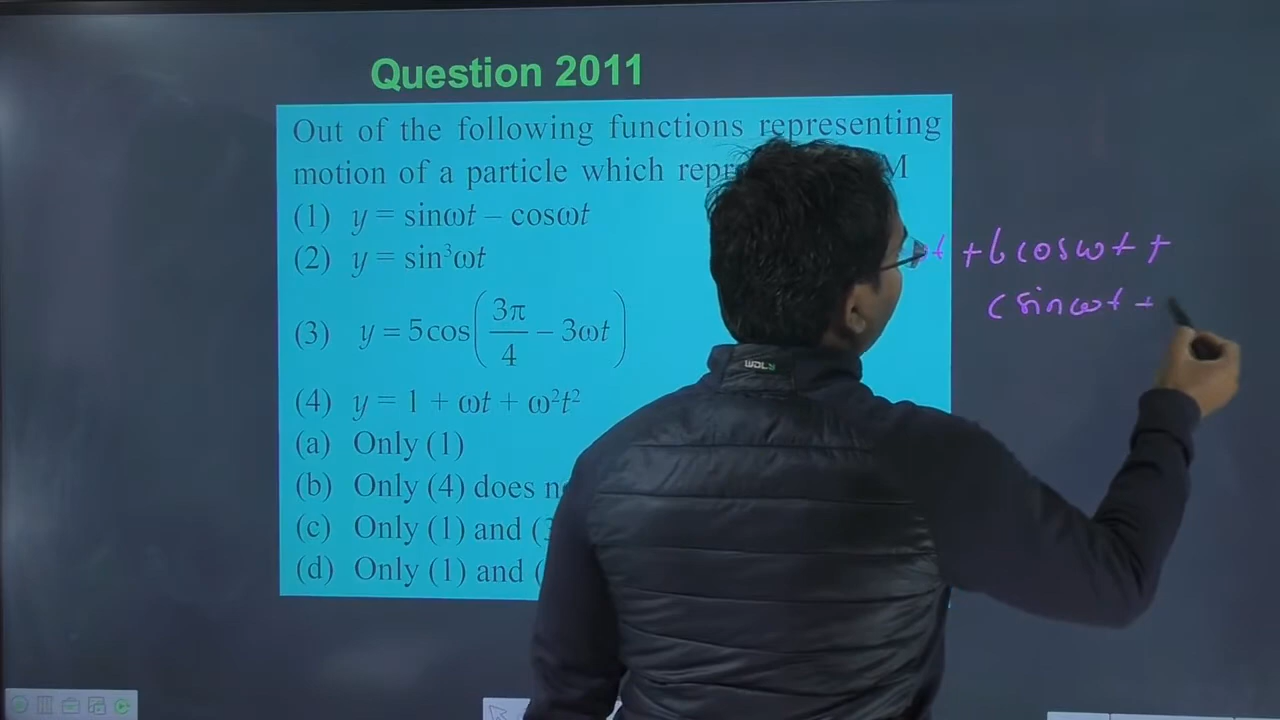 Question 2011
Out of the following functions representing
motion of a particle which
(1) y = sinωt – cosωt
(2) y = sin³ωt
(3) y = 5cos(3π/4 – 3ωt)
(4) y = 1 + ωt + ω²t²
(a) Only (1)
(b) Only (4) does
(c) Only (1) and
(d) Only (1) and
+ b cosωt +
c sinωt +